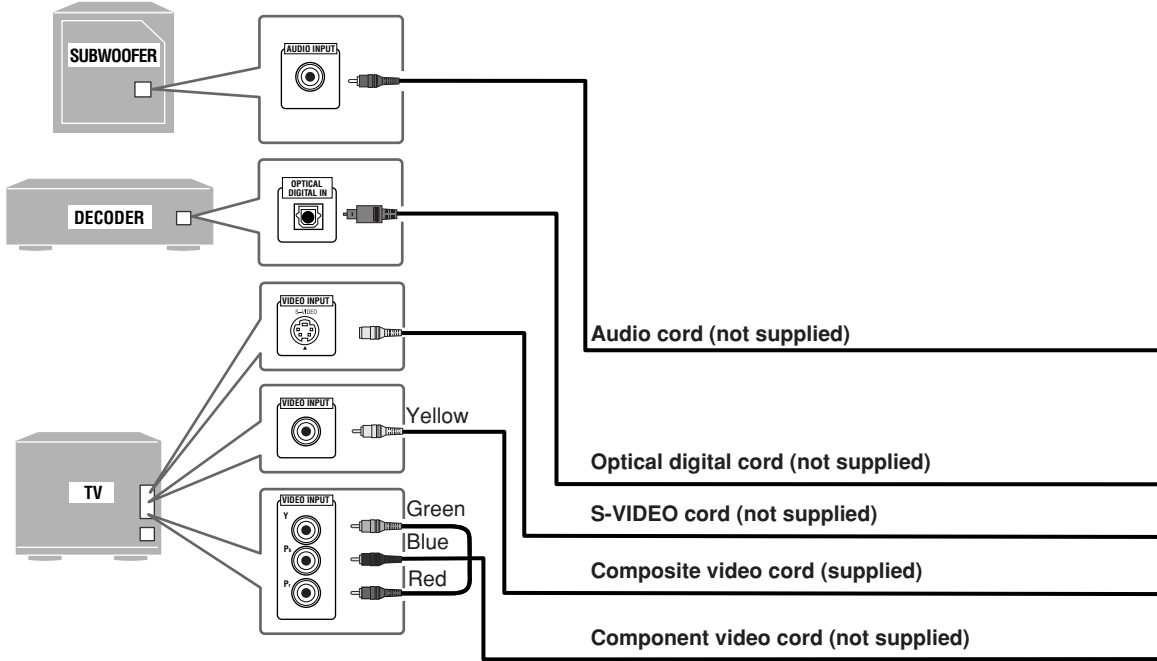 SUBWOOFER
AUDIO INPUT
DECODER
OPTICAL
DIGITAL IN
VIDEO INPUT
S-VIDEO
Audio cord (not supplied)
VIDEO INPUT
Yellow
Optical digital cord (not supplied)
TV
VIDEO INPUT
Y
Green
S-VIDEO cord (not supplied)
Pb
Blue
Composite video cord (supplied)
Pr
Red
Component video cord (not supplied)